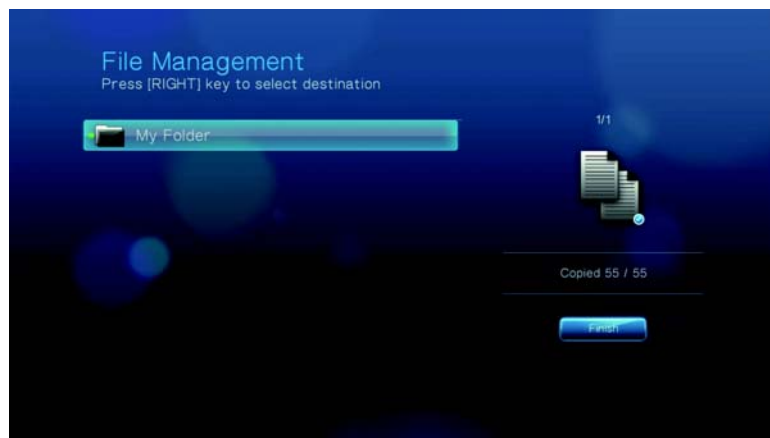 File Management
Press [RIGHT] key to select destination
My Folder
1/1
Copied 55 / 55
Finish